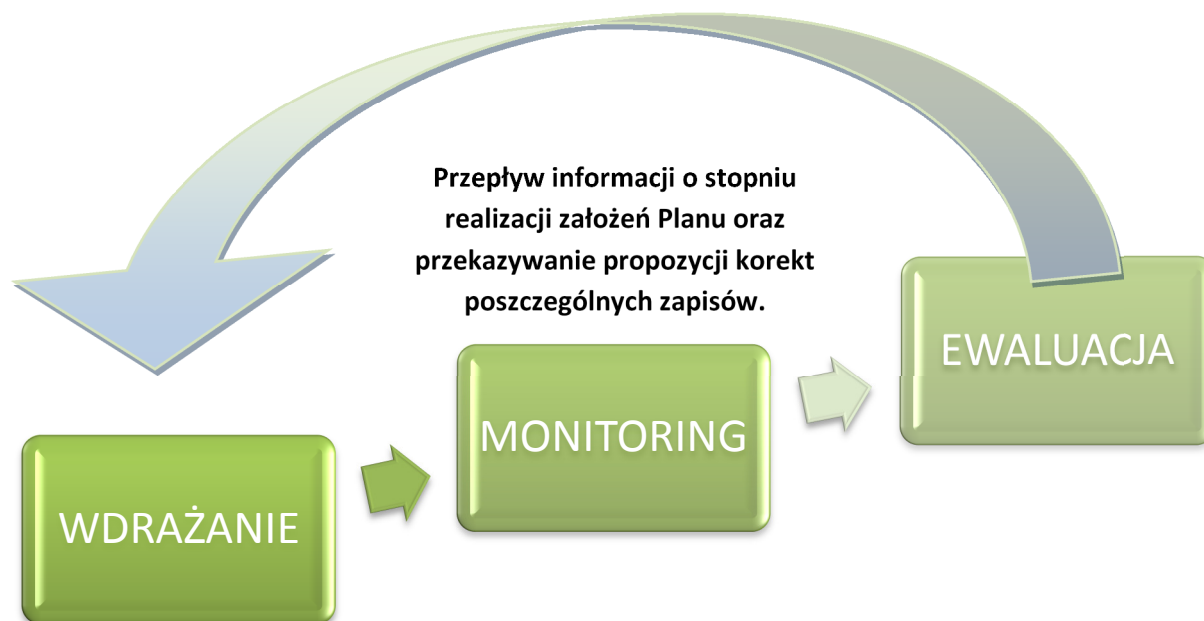 Przepływ informacji o stopniu
realizacji założeń Planu oraz
przekazywanie propozycji korekt
poszczególnych zapisów.
EWALUACJA
MONITORING
WDRAŻANIE